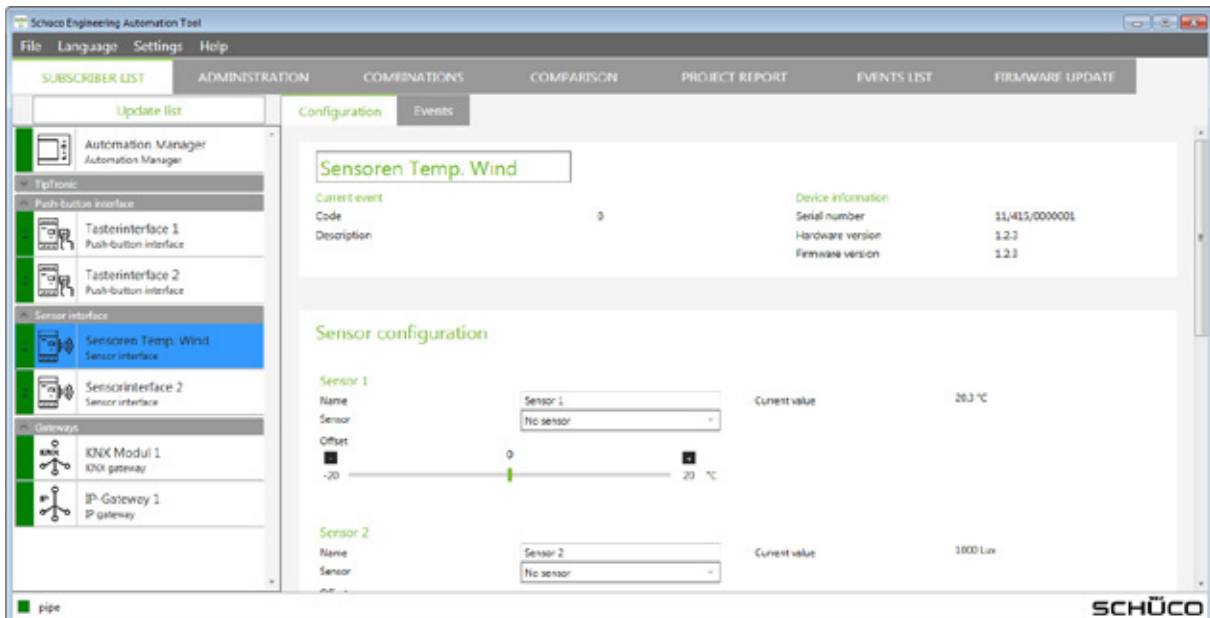 Schüco Engineering Automation Tool
File Language Settings Help
SUBSCRIBER LIST ADMINISTRATION COMBINATIONS COMPARISON PROJECT REPORT EVENTS LIST FIRMWARE UPDATE
Update list
Configuration Events
Automation Manager
Automation Manager
TipTronic
Push-button interface
Tasterinterface 1
Push-button interface
Tasterinterface 2
Push-button interface
Sensor interface
Sensoren Temp. Wind
Sensor interface
Sensorinterface 2
Sensor interface
Gateways
KNX
KNX Modul 1
KNX gateway
IP
IP-Gateway 1
IP gateway
Sensoren Temp. Wind
Current event
Code 0
Description
Device information
Serial number 11/415/0000001
Hardware version 1.2.3
Firmware version 1.2.3
Sensor configuration
Sensor 1
Name Sensor 1 Current value 20.3 °C
Sensor No sensor
Offset
0
-20 20 °C
Sensor 2
Name Sensor 2 Current value 1000 Lux
Sensor No sensor
pipe
SCHÜCO